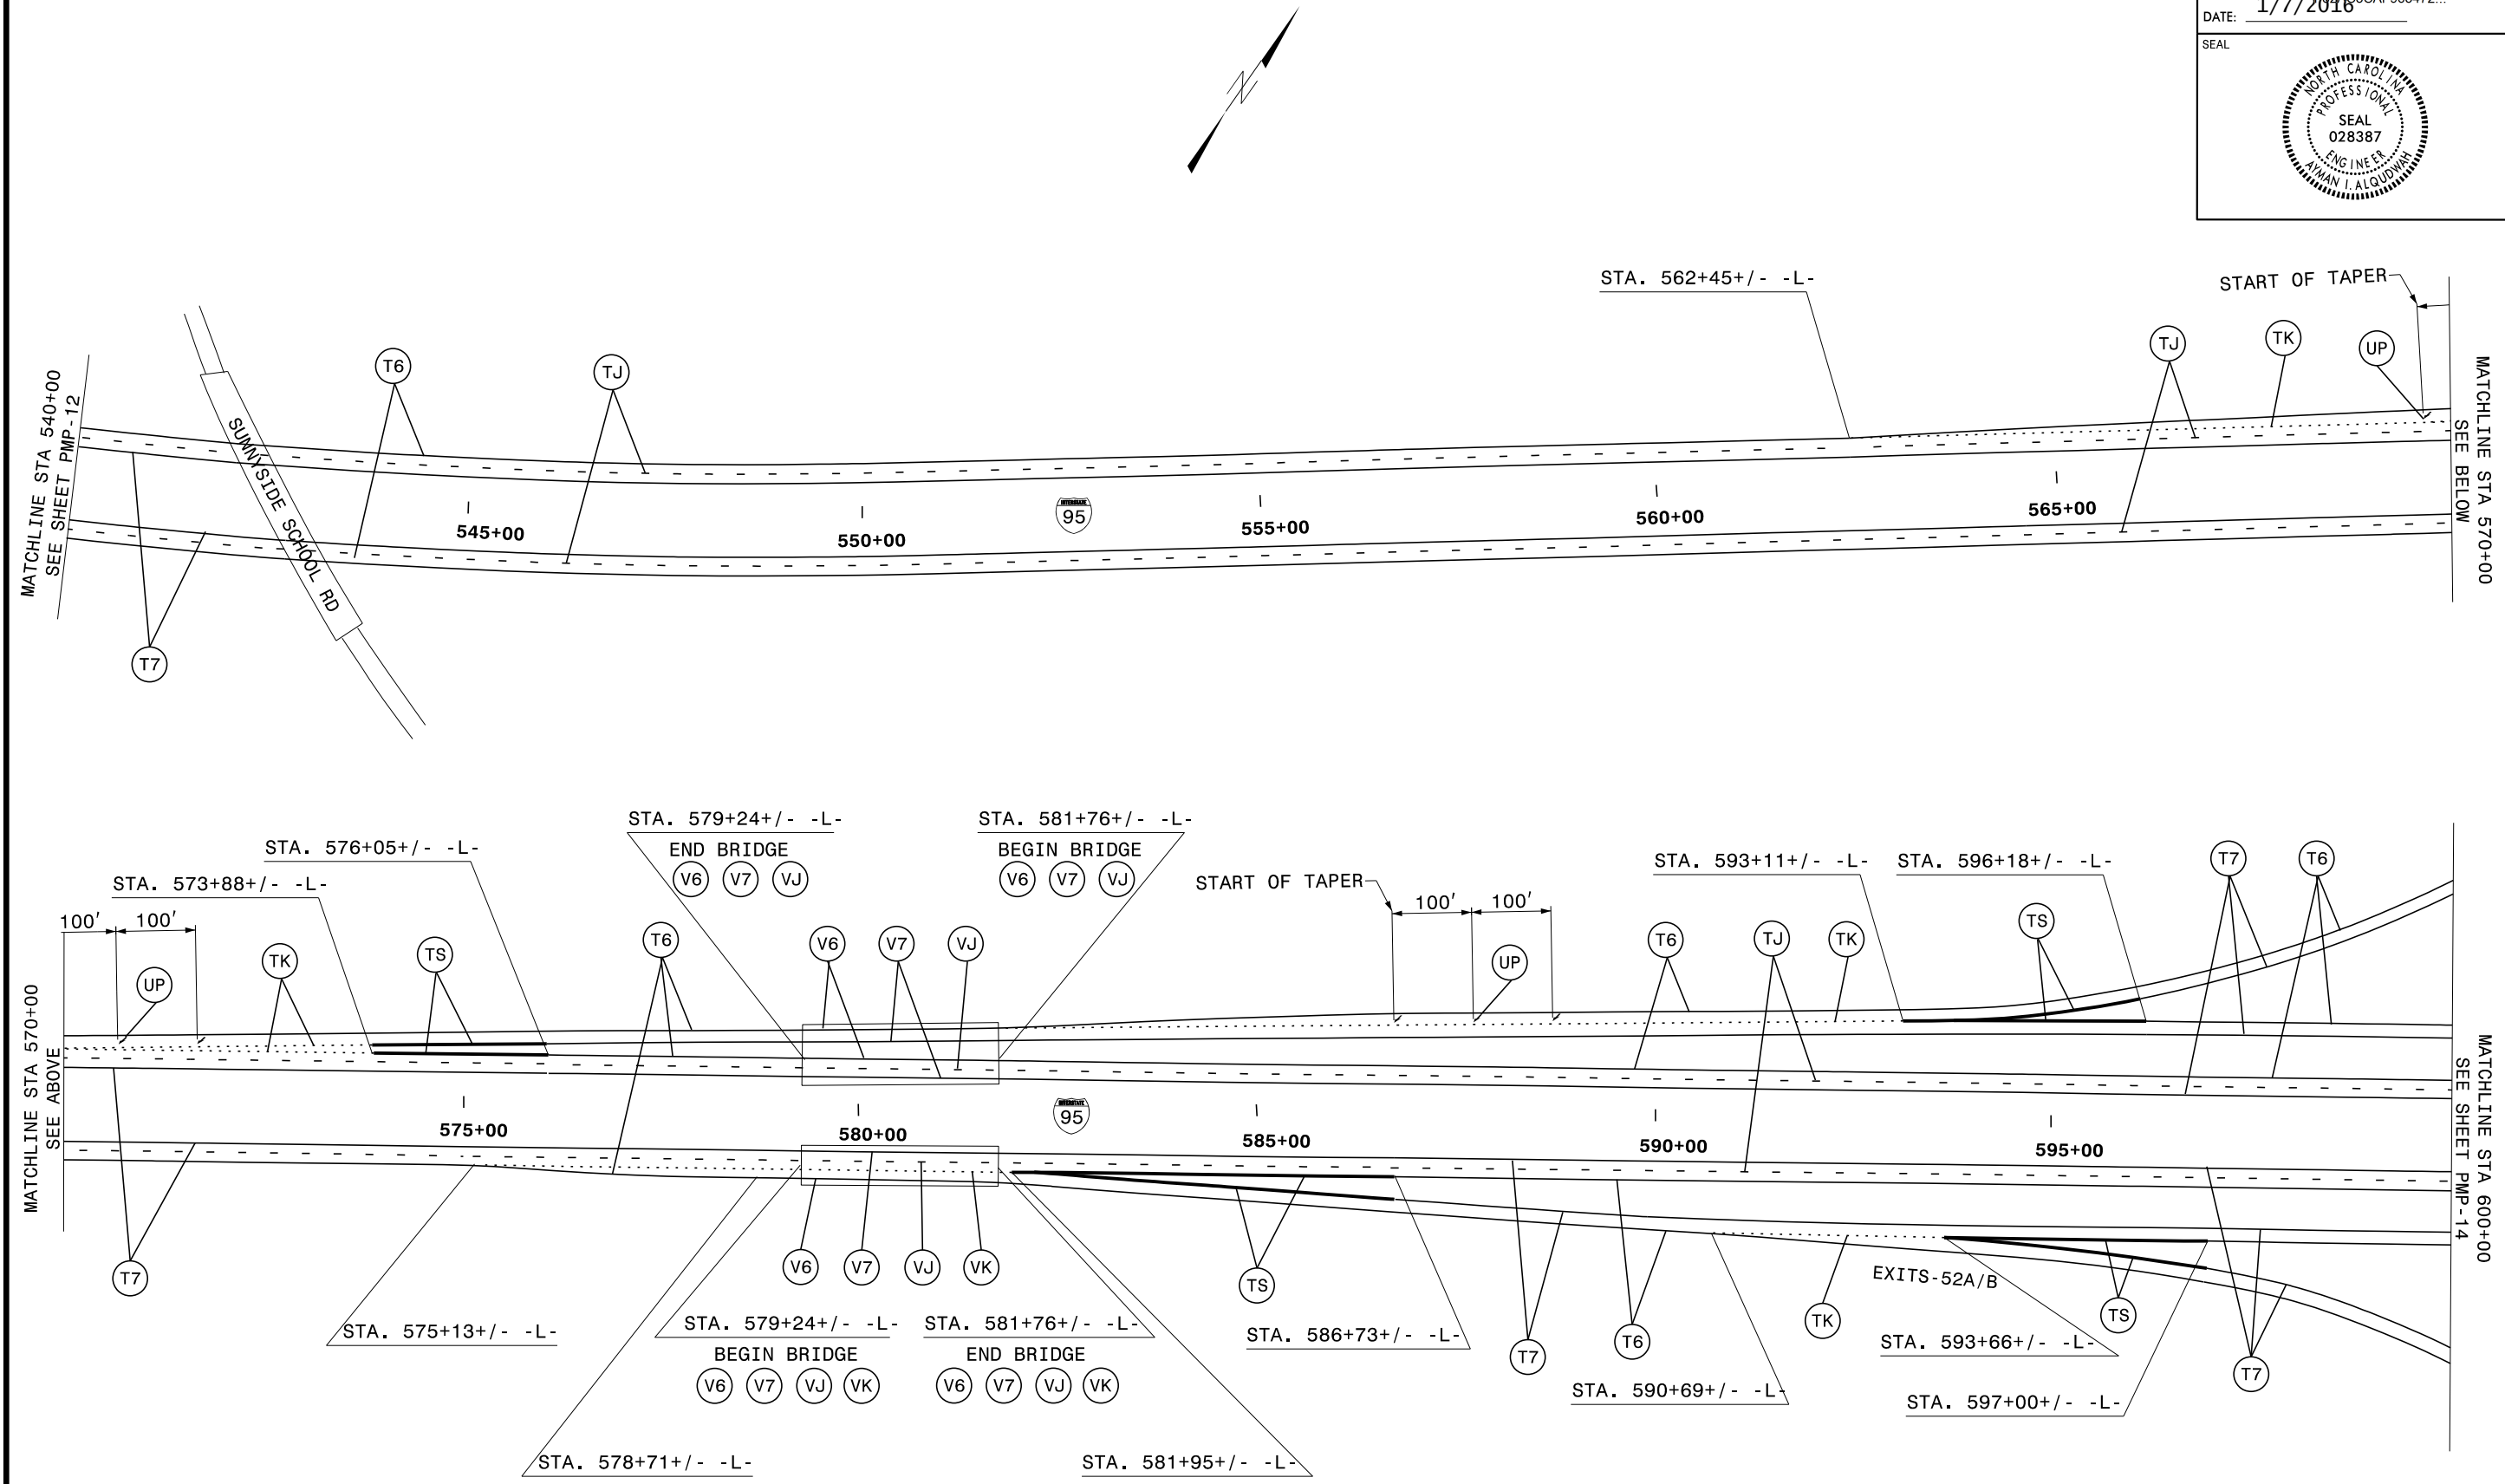 DATE: 1/7/2016
SEAL
NORTH CAROLINA
PROFESSIONAL
SEAL
028387
ENGINEER
AYMAN I. ALQUDWAH
STA. 562+45+/- -L-
START OF TAPER
T6
TJ
TJ
TK
UP
MATCHLINE STA 540+00
SEE SHEET PMP-12
SUNNYSIDE SCHOOL RD
MATCHLINE STA 570+00
SEE BELOW
INTERSTATE
95
545+00
550+00
555+00
560+00
565+00
T7
STA. 579+24+/- -L-
END BRIDGE
V6 V7 VJ
STA. 581+76+/- -L-
BEGIN BRIDGE
V6 V7 VJ
STA. 576+05+/- -L-
STA. 573+88+/- -L-
START OF TAPER
STA. 593+11+/- -L-
STA. 596+18+/- -L-
T7
T6
100' 100'
100' 100'
UP
TK
TS
T6
V6
V7
VJ
UP
T6
TJ
TK
TS
MATCHLINE STA 570+00
SEE ABOVE
MATCHLINE STA 600+00
SEE SHEET PMP-14
INTERSTATE
95
575+00
580+00
585+00
590+00
595+00
T7
V6
V7
VJ
VK
TS
EXITS-52A/B
STA. 575+13+/- -L-
STA. 579+24+/- -L-
BEGIN BRIDGE
V6 V7 VJ VK
STA. 581+76+/- -L-
END BRIDGE
V6 V7 VJ VK
STA. 586+73+/- -L-
T7
T6
TK
TS
STA. 593+66+/- -L-
T7
STA. 590+69+/- -L-
STA. 597+00+/- -L-
STA. 578+71+/- -L-
STA. 581+95+/- -L-